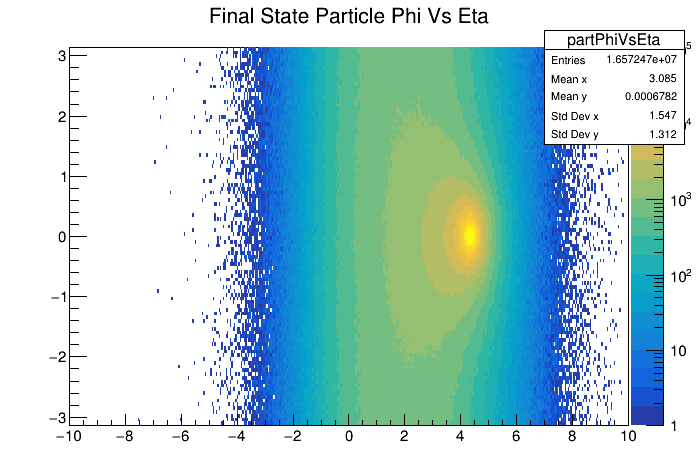 Final State Particle Phi Vs Eta
partPhiVsEta
Entries 1.657247e+07
Mean x 3.085
Mean y 0.0006782
Std Dev x 1.547
Std Dev y 1.312
3
2
1
0
−1
−2
−3
−10 −8 −6 −4 −2 0 2 4 6 8 10
10³
10²
10
1